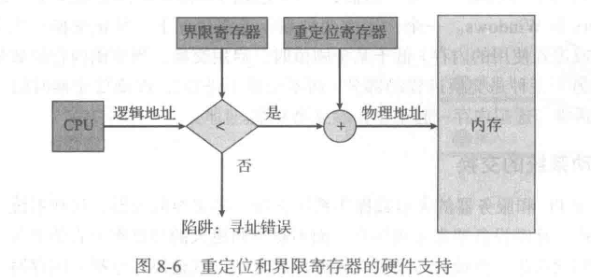 界限寄存器
重定位寄存器
CPU
逻辑地址
<
是
+
物理地址
内存
否
陷阱：寻址错误
图 8-6 重定位和界限寄存器的硬件支持